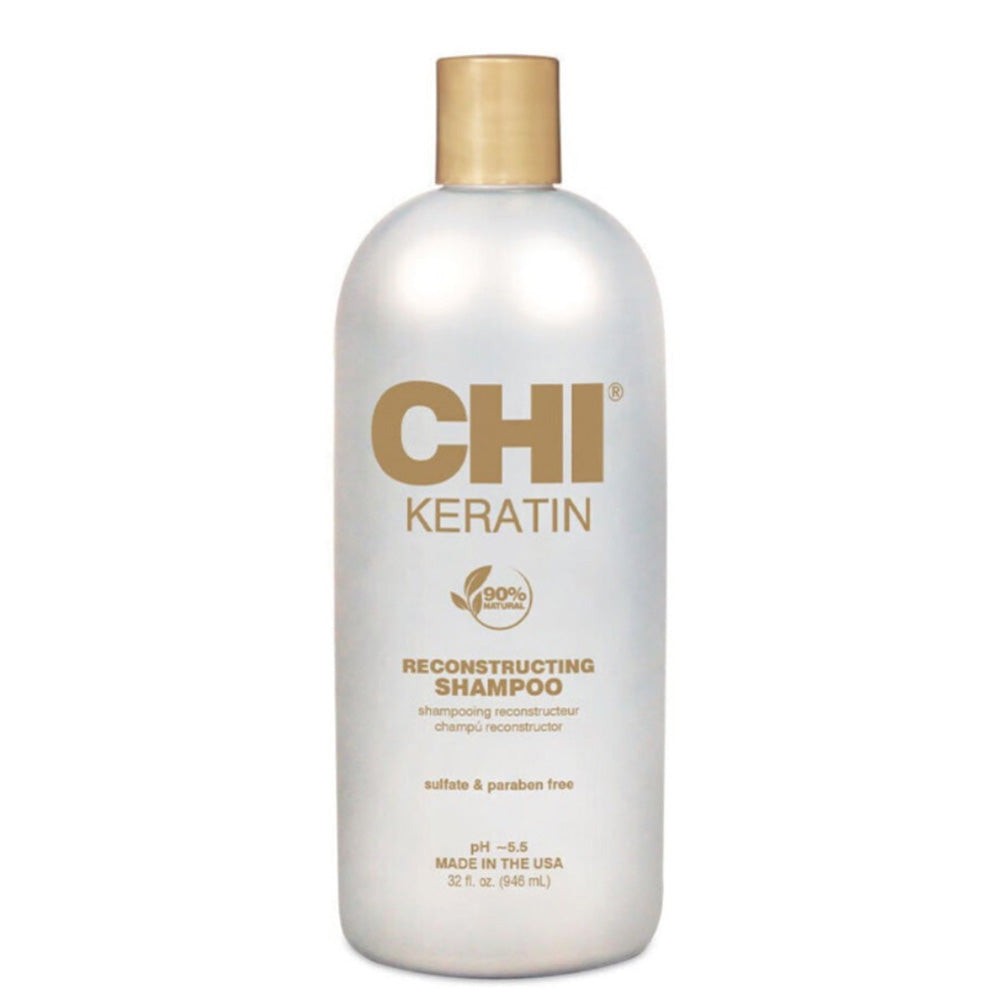 CHI®
KERATIN
90%
NATURAL
RECONSTRUCTING
SHAMPOO
shampooing reconstructeur
champú reconstructor
sulfate & paraben free
pH ~5.5
MADE IN THE USA
32 fl. oz. (946 mL)